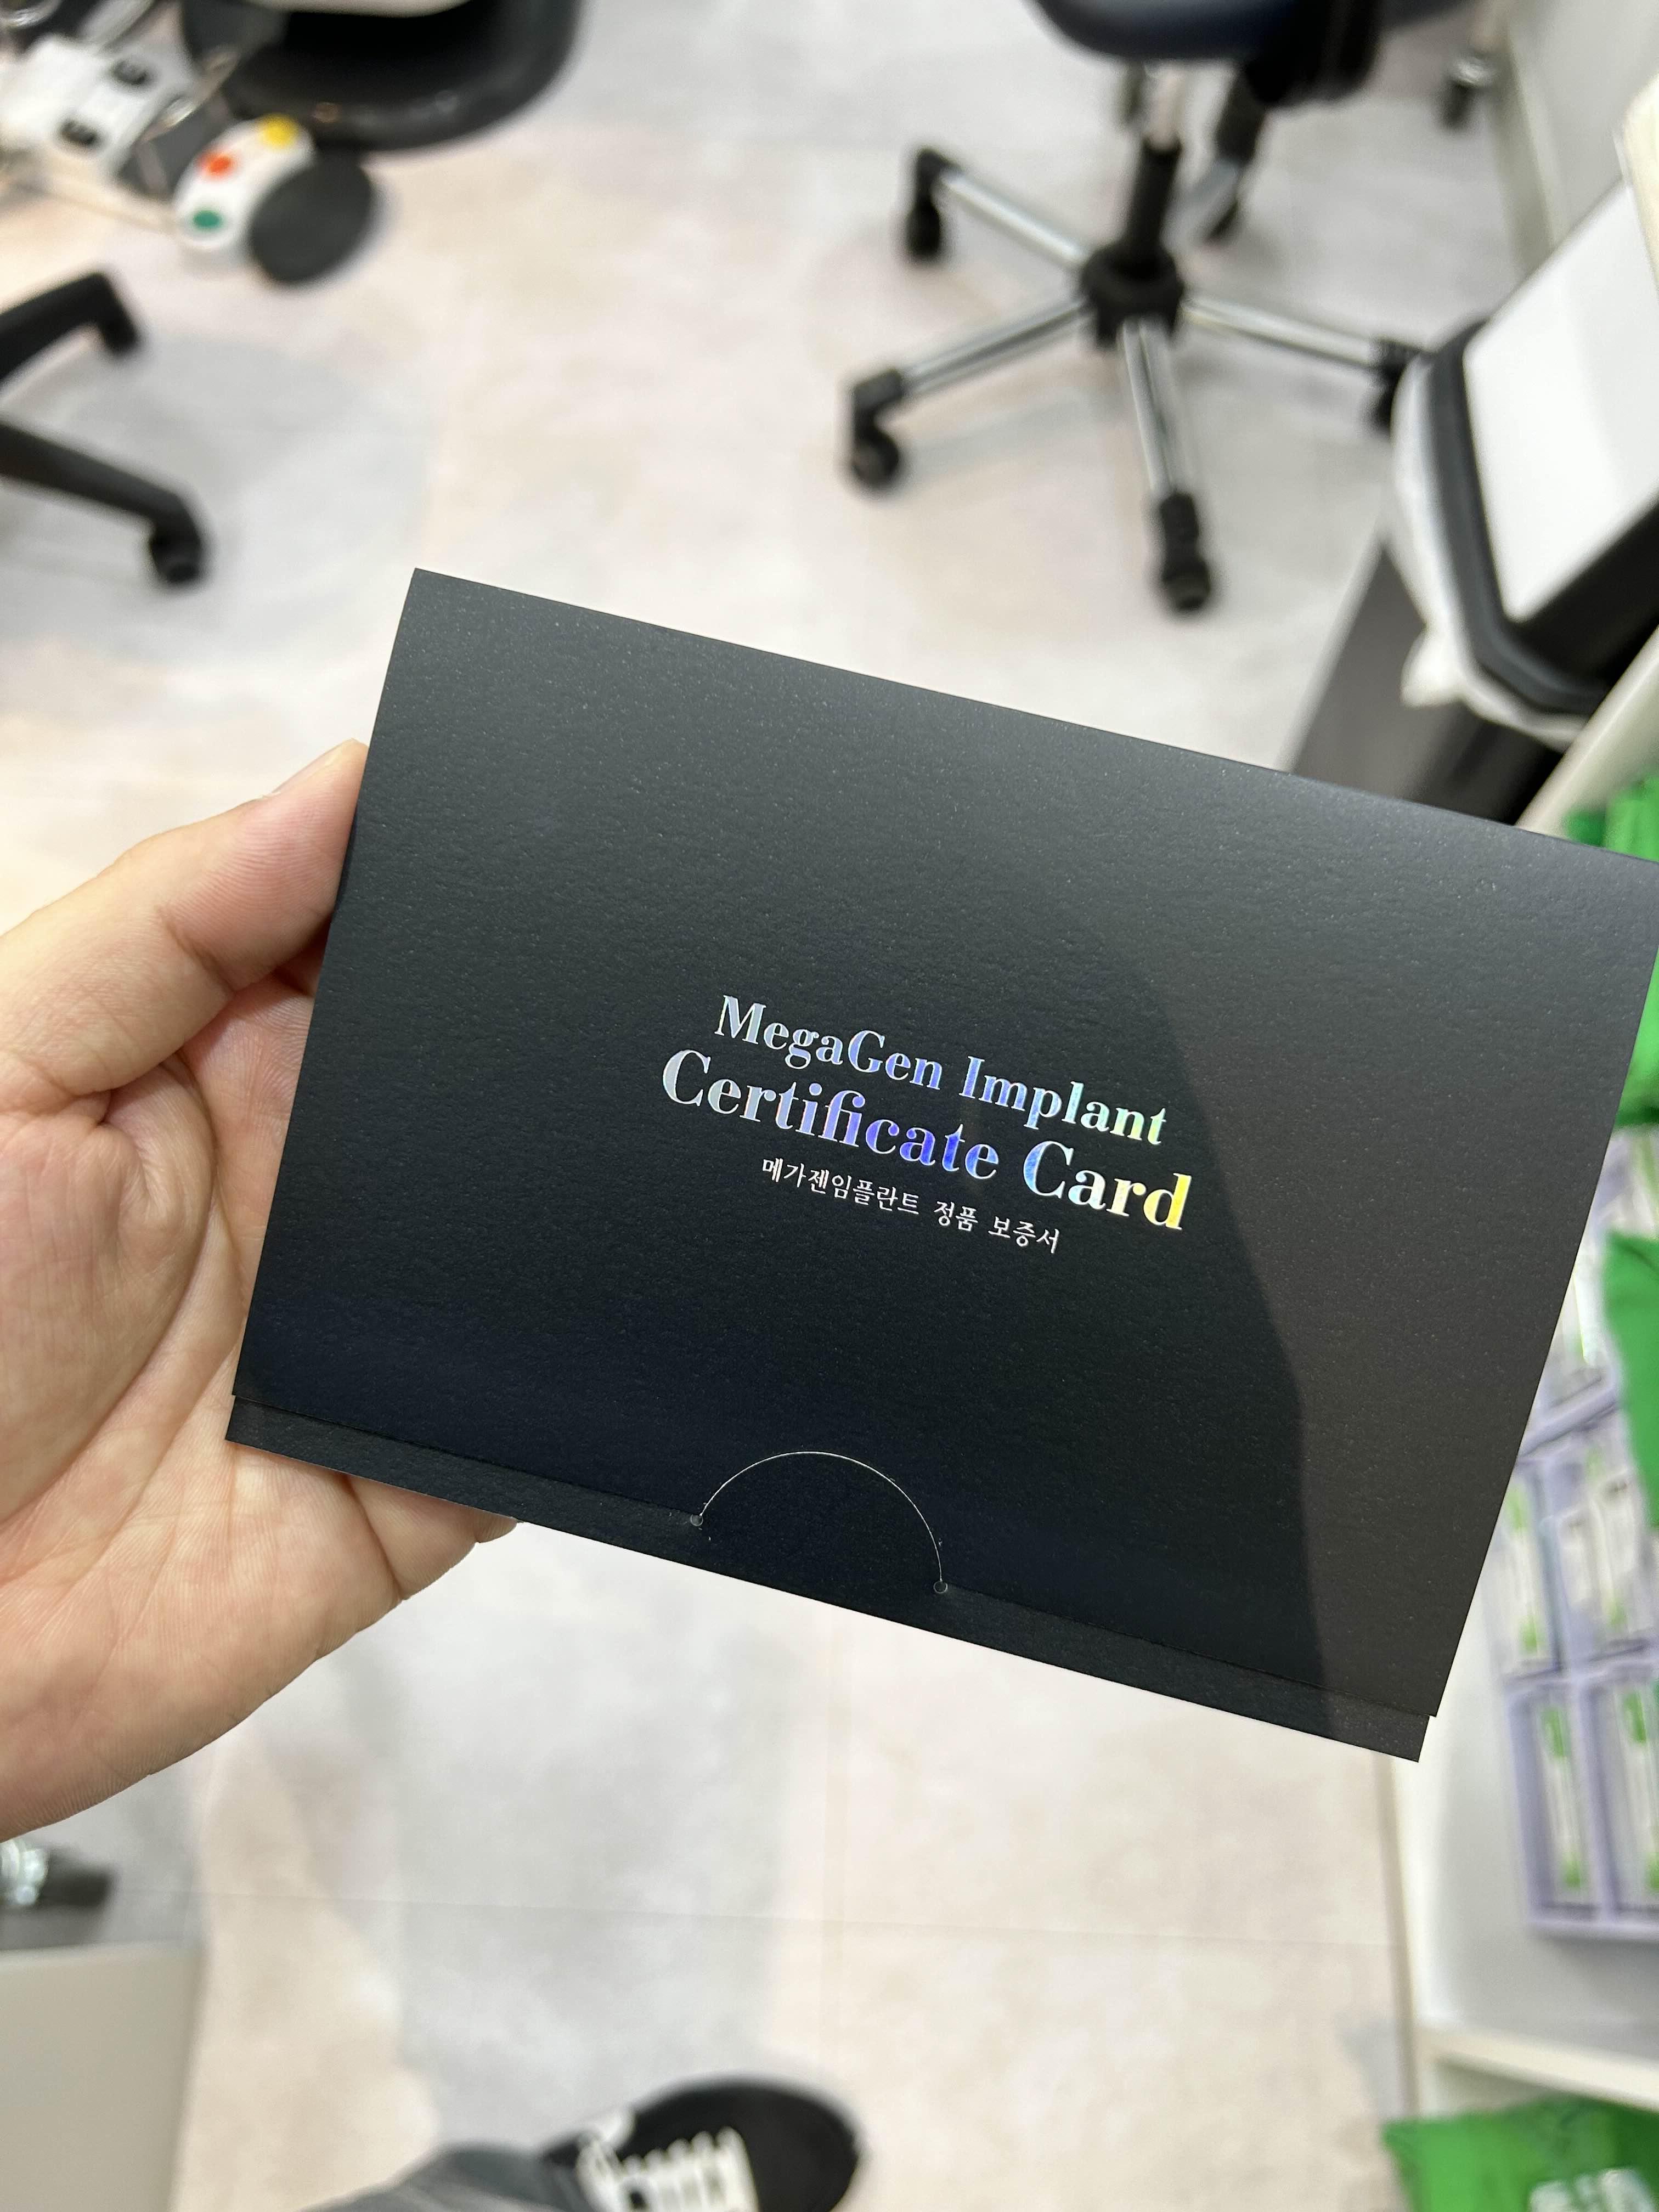 MegaGen Implant
Certificate Card
메가젠임플란트 정품 보증서